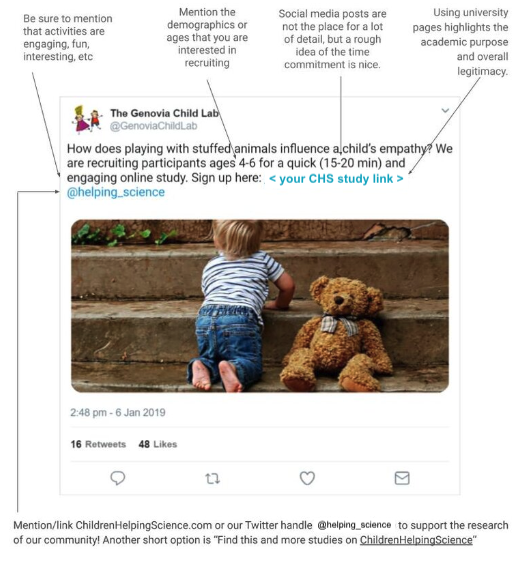 Be sure to mention
that activities are
engaging, fun,
interesting, etc
Mention the
demographics or
ages that you are
interested in
recruiting
Social media posts are
not the place for a lot
of detail, but a rough
idea of the time
commitment is nice.
Using university
pages highlights the
academic purpose
and overall
legitimacy.
The Genovia Child Lab
@GenoviaChildLab
How does playing with stuffed animals influence a child's empathy? We
are recruiting participants ages 4-6 for a quick (15-20 min) and
engaging online study. Sign up here: < your CHS study link >
@helping_science
2:48 pm - 6 Jan 2019
16 Retweets 48 Likes
Mention/link ChildrenHelpingScience.com or our Twitter handle @helping_science to support the research
of our community! Another short option is “Find this and more studies on ChildrenHelpingScience”